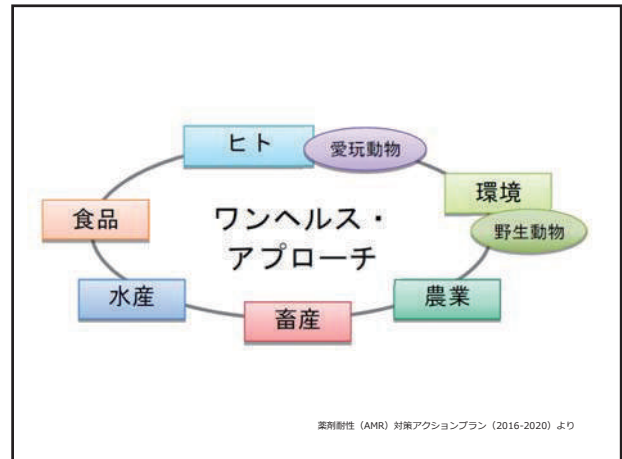 ヒト
愛玩動物
環境
野生動物
食品
ワンヘルス・
アプローチ
水産
畜産
農業
薬剤耐性（AMR）対策アクションプラン（2016-2020）より